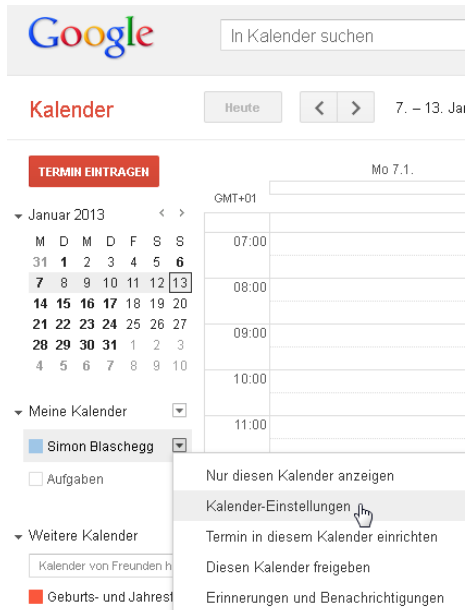 Google
In Kalender suchen
Kalender
Heute < > 7. – 13. Jan
TERMIN EINTRAGEN
Mo 7.1.
GMT+01
Januar 2013 < >
M D M D F S S
31 1 2 3 4 5 6
7 8 9 10 11 12 13
14 15 16 17 18 19 20
21 22 23 24 25 26 27
28 29 30 31 1 2 3
4 5 6 7 8 9 10
07:00
08:00
09:00
10:00
11:00
Meine Kalender
Simon Blaschegg
Aufgaben
Weitere Kalender
Kalender von Freunden h
Geburts- und Jahrest
Nur diesen Kalender anzeigen
Kalender-Einstellungen
Termin in diesem Kalender einrichten
Diesen Kalender freigeben
Erinnerungen und Benachrichtigungen